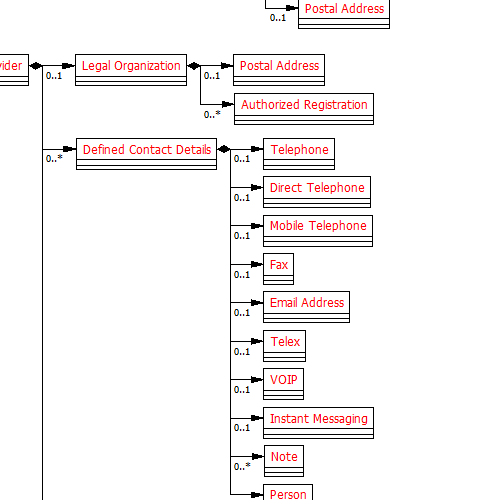 Postal Address
0..1
vider
Legal Organization
Postal Address
0..1
0..1
Authorized Registration
0..*
Defined Contact Details
Telephone
0..*
0..1
Direct Telephone
0..1
Mobile Telephone
0..1
Fax
0..1
Email Address
0..1
Telex
0..1
VOIP
0..1
Instant Messaging
0..1
Note
0..*
Person